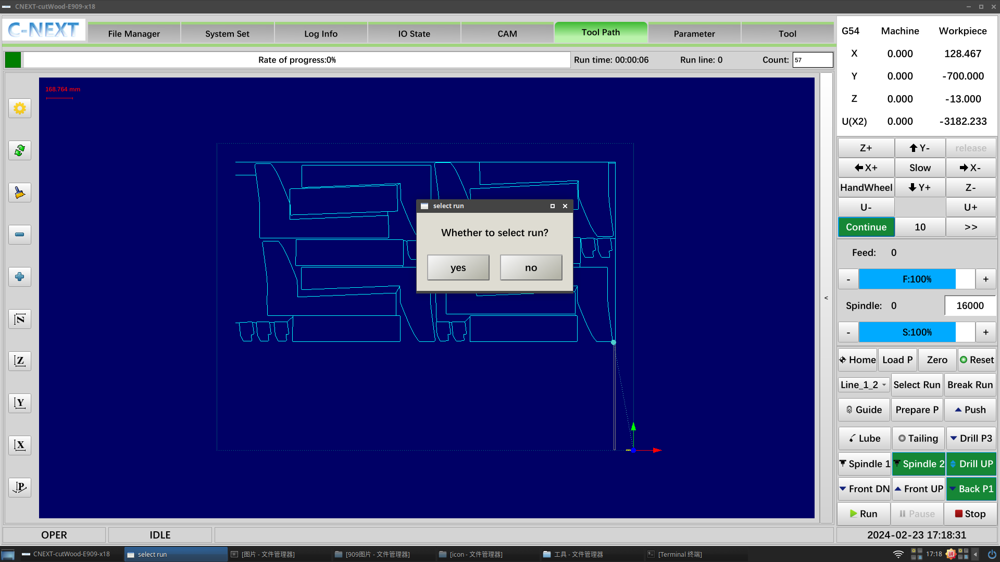 CNEXT-cutWood-E909-x18
C-NEXT
File Manager
System Set
Log Info
IO State
CAM
Tool Path
Parameter
Tool
Rate of progress:0%
Run time: 00:00:06
Run line: 0
Count: 57
168.764 mm
G54 Machine Workpiece
X 0.000 128.467
Y 0.000 -700.000
Z 0.000 -13.000
U(X2) 0.000 -3182.233
Z+ Y- release
X+ Slow X-
HandWheel Y+ Z-
U- U+
Continue 10 >>
Feed: 0
- F:100% +
Spindle: 0 16000
- S:100% +
Home Load P Zero Reset
Line_1_2 Select Run Break Run
Guide Prepare P Push
Lube Tailing Drill P3
Spindle 1 Spindle 2 Drill UP
Front DN Front UP Back P1
Run Pause Stop
select run
Whether to select run?
yes no
<
N
Z
Y
X
P
OPER IDLE
2024-02-23 17:18:31
CNEXT-cutWood-E909-x18
select run
[图片 - 文件管理器]
[909图片 - 文件管理器]
[icon - 文件管理器]
工具 - 文件管理器
[Terminal 终端]
17:18
拼